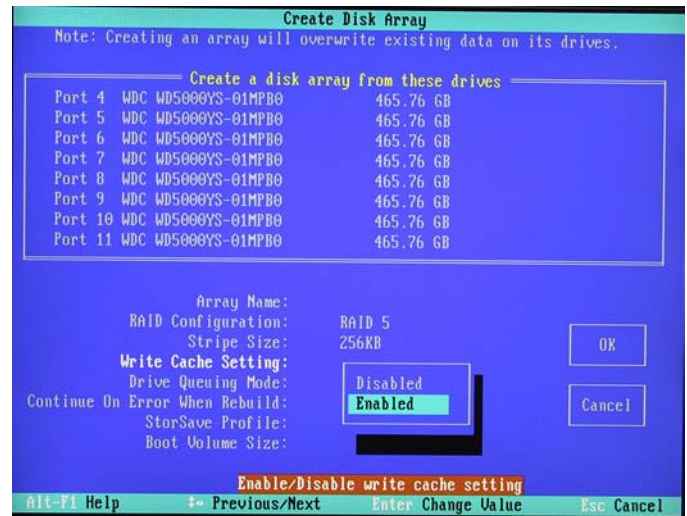 Create Disk Array
Note: Creating an array will overwrite existing data on its drives.
Create a disk array from these drives
Port 4 WDC WD5000YS-01MPB0 465.76 GB
Port 5 WDC WD5000YS-01MPB0 465.76 GB
Port 6 WDC WD5000YS-01MPB0 465.76 GB
Port 7 WDC WD5000YS-01MPB0 465.76 GB
Port 8 WDC WD5000YS-01MPB0 465.76 GB
Port 9 WDC WD5000YS-01MPB0 465.76 GB
Port 10 WDC WD5000YS-01MPB0 465.76 GB
Port 11 WDC WD5000YS-01MPB0 465.76 GB
Array Name:
RAID Configuration: RAID 5
Stripe Size: 256KB
OK
Write Cache Setting:
Drive Queuing Mode: Disabled
Continue On Error When Rebuild: Enabled
Cancel
StorSave Profile:
Boot Volume Size:
Enable/Disable write cache setting
Alt-F1 Help ↕↔ Previous/Next Enter Change Value Esc Cancel